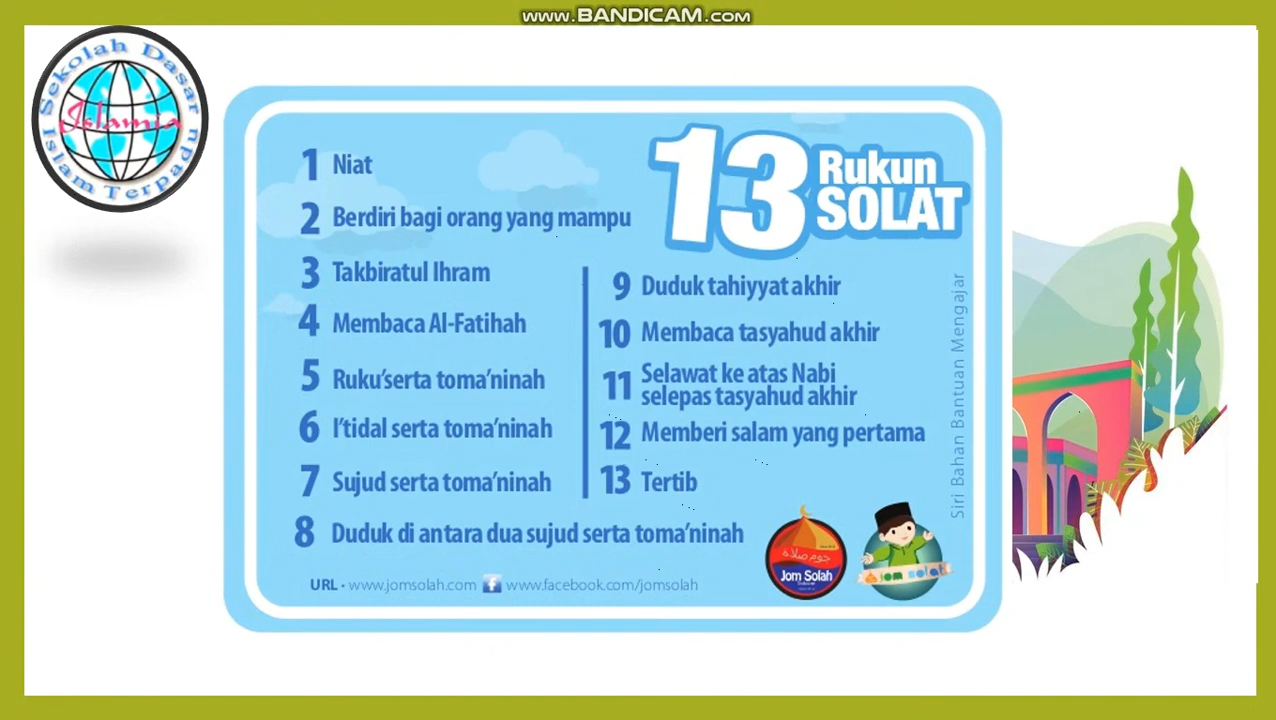 www.BANDICAM.com
Sekolah Dasar
Islamia
Islam Terpadu
13 Rukun
SOLAT
1 Niat
2 Berdiri bagi orang yang mampu
3 Takbiratul Ihram
4 Membaca Al-Fatihah
5 Ruku'serta toma'ninah
6 I'tidal serta toma'ninah
7 Sujud serta toma'ninah
8 Duduk di antara dua sujud serta toma'ninah
9 Duduk tahiyyat akhir
10 Membaca tasyahud akhir
11 Selawat ke atas Nabi
selepas tasyahud akhir
12 Memberi salam yang pertama
13 Tertib
Siri Bahan Bantuan Mengajar
URL • www.jomsolah.com www.facebook.com/jomsolah
جوم صلاة
Jom Solah
jom solah